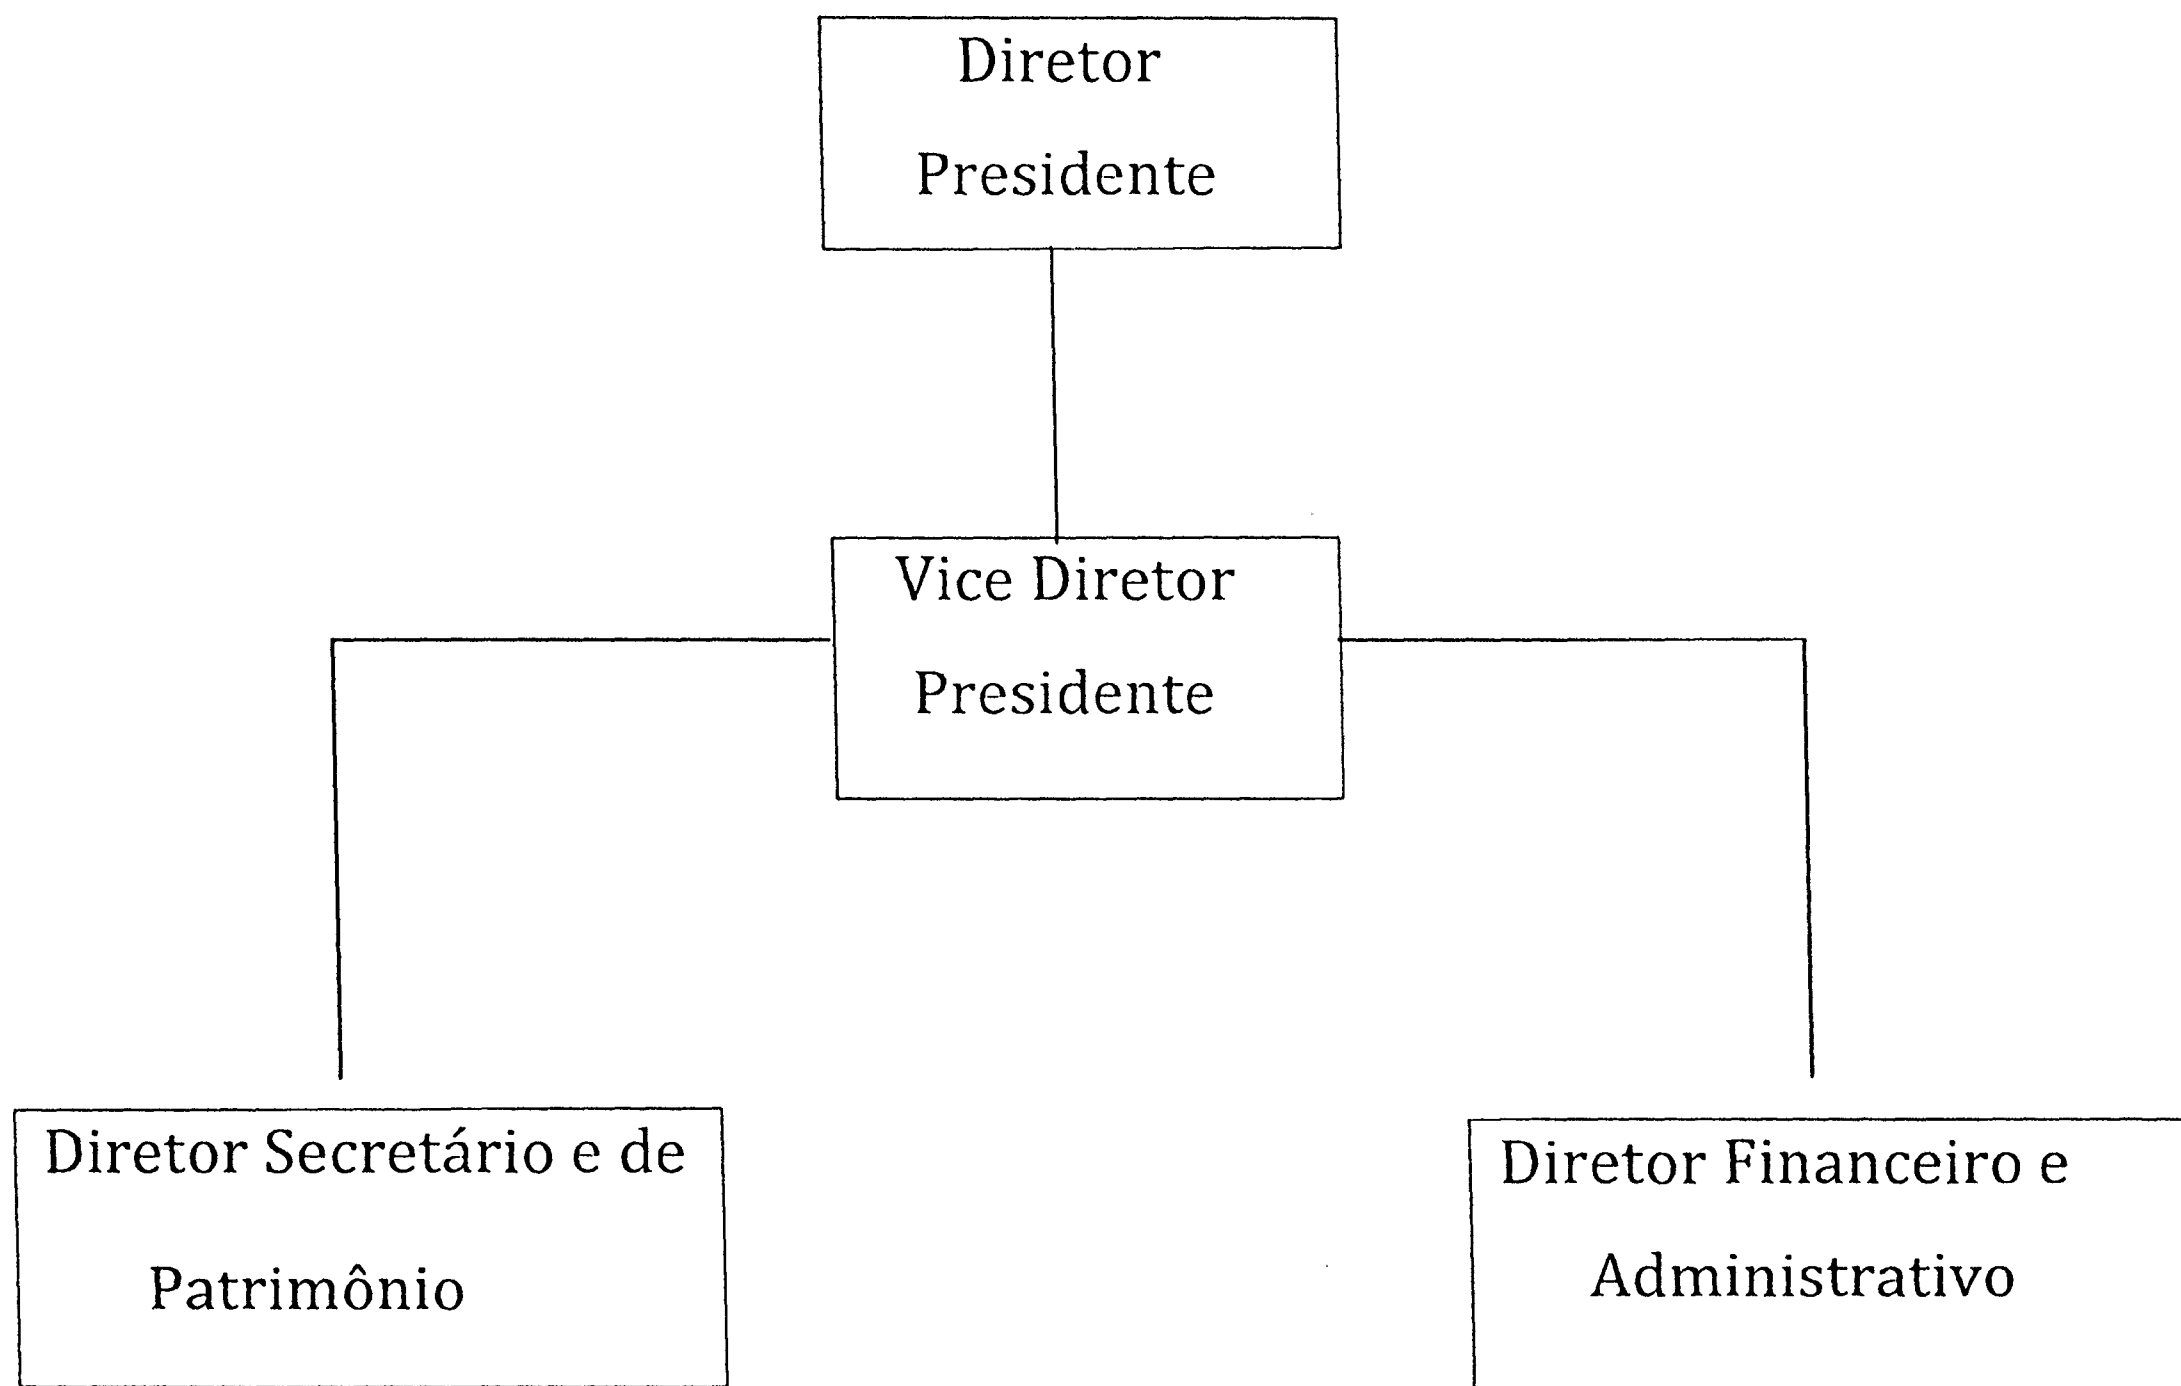 Diretor
Presidente
Vice Diretor
Presidente
Diretor Secretário e de
Patrimônio
Diretor Financeiro e
Administrativo